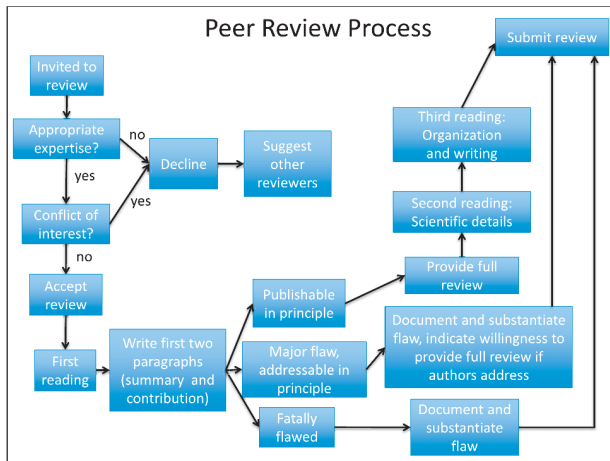 Peer Review Process
Submit review
Invited to
review
Appropriate
expertise?
no
yes
Decline
Suggest
other
reviewers
Conflict of
interest?
yes
no
Accept
review
First
reading
Write first two
paragraphs
(summary and
contribution)
Publishable
in principle
Provide full
review
Second reading:
Scientific details
Third reading:
Organization
and writing
Major flaw,
addressable in
principle
Document and substantiate
flaw, indicate willingness to
provide full review if
authors address
Fatally
flawed
Document and
substantiate
flaw